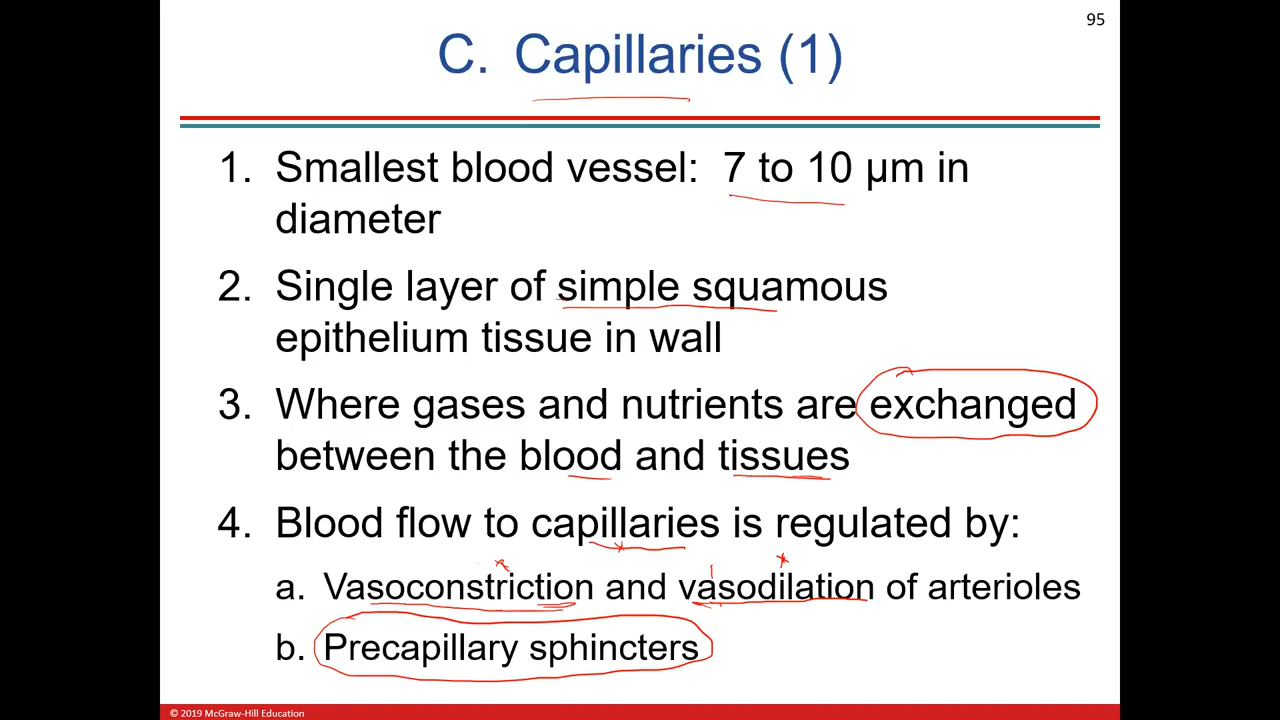 95
C. Capillaries (1)
1. Smallest blood vessel: 7 to 10 µm in
diameter
2. Single layer of simple squamous
epithelium tissue in wall
3. Where gases and nutrients are exchanged
between the blood and tissues
4. Blood flow to capillaries is regulated by:
a. Vasoconstriction and vasodilation of arterioles
b. Precapillary sphincters
© 2019 McGraw-Hill Education